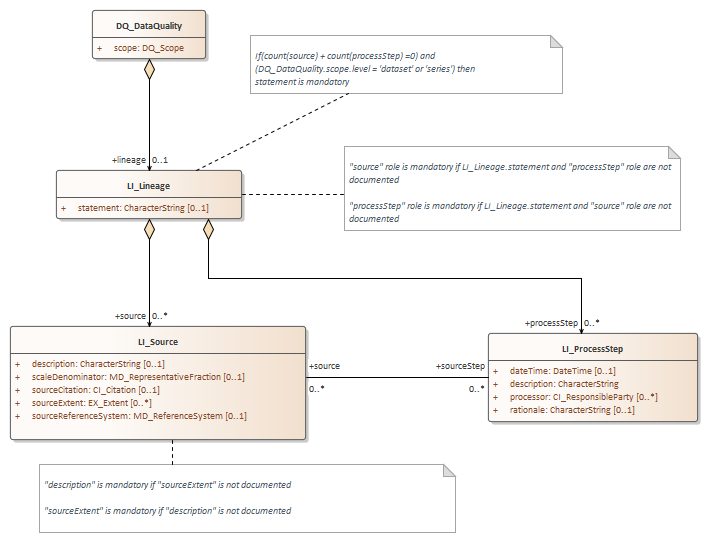 DQ_DataQuality
+ scope: DQ_Scope
If(count(source) + count(processStep) =0) and
(DQ_DataQuality.scope.level = 'dataset' or 'series') then
statement is mandatory
+lineage 0..1
"source" role is mandatory if LI_Lineage.statement and "processStep" role are not
documented
"processStep" role is mandatory if LI_Lineage.statement and "source" role are not
documented
LI_Lineage
+ statement: CharacterString [0..1]
+source 0..*
+processStep 0..*
LI_Source
+ description: CharacterString [0..1]
+ scaleDenominator: MD_RepresentativeFraction [0..1]
+ sourceCitation: CI_Citation [0..1]
+ sourceExtent: EX_Extent [0..*]
+ sourceReferenceSystem: MD_ReferenceSystem [0..1]
+source
0..*
+sourceStep
0..*
LI_ProcessStep
+ dateTime: DateTime [0..1]
+ description: CharacterString
+ processor: CI_ResponsibleParty [0..*]
+ rationale: CharacterString [0..1]
"description" is mandatory if "sourceExtent" is not documented
"sourceExtent" is mandatory if "description" is not documented